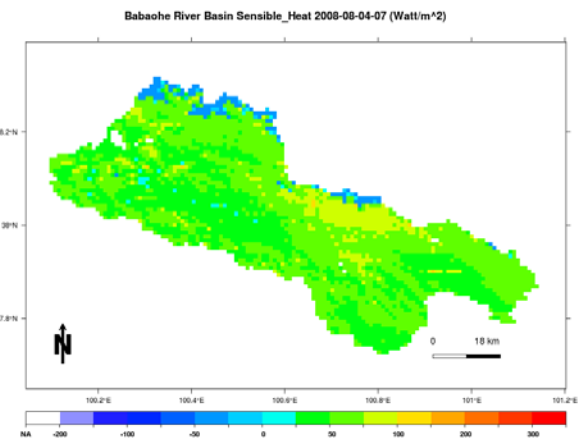 Babaohe River Basin Sensible_Heat 2008-08-04-07 (Watt/m^2)
8.2°N
38°N
7.8°N
N
0 18 km
100.2°E 100.4°E 100.6°E 100.8°E 101°E 101.2°E
NA -200 -100 -50 0 50 100 200 300